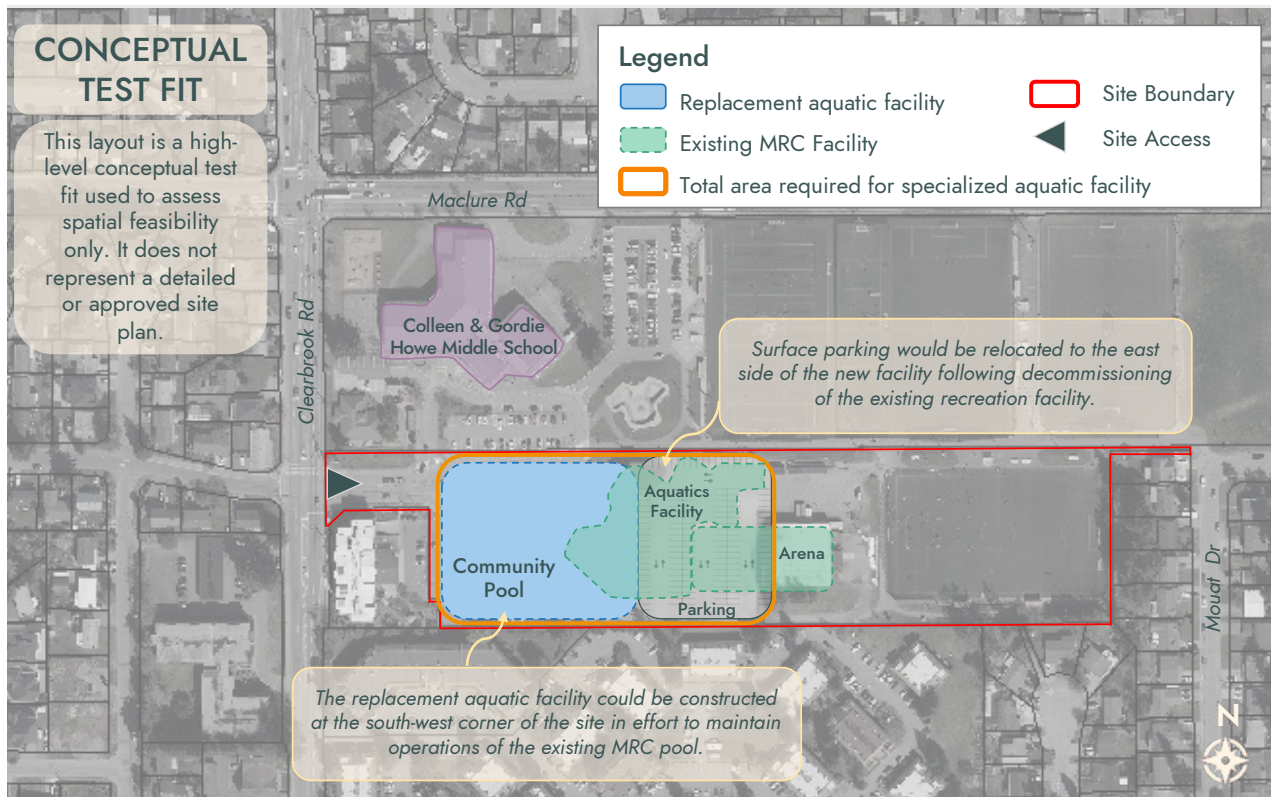 CONCEPTUAL
TEST FIT
This layout is a high-
level conceptual test
fit used to assess
spatial feasibility
only. It does not
represent a detailed
or approved site
plan.
Legend
Replacement aquatic facility
Existing MRC Facility
Total area required for specialized aquatic facility
Site Boundary
Site Access
Maclure Rd
Clearbrook Rd
Colleen & Gordie
Howe Middle School
Surface parking would be relocated to the east
side of the new facility following decommissioning
of the existing recreation facility.
Aquatics
Facility
Arena
Community
Pool
Parking
Mouat Dr
The replacement aquatic facility could be constructed
at the south-west corner of the site in effort to maintain
operations of the existing MRC pool.
N